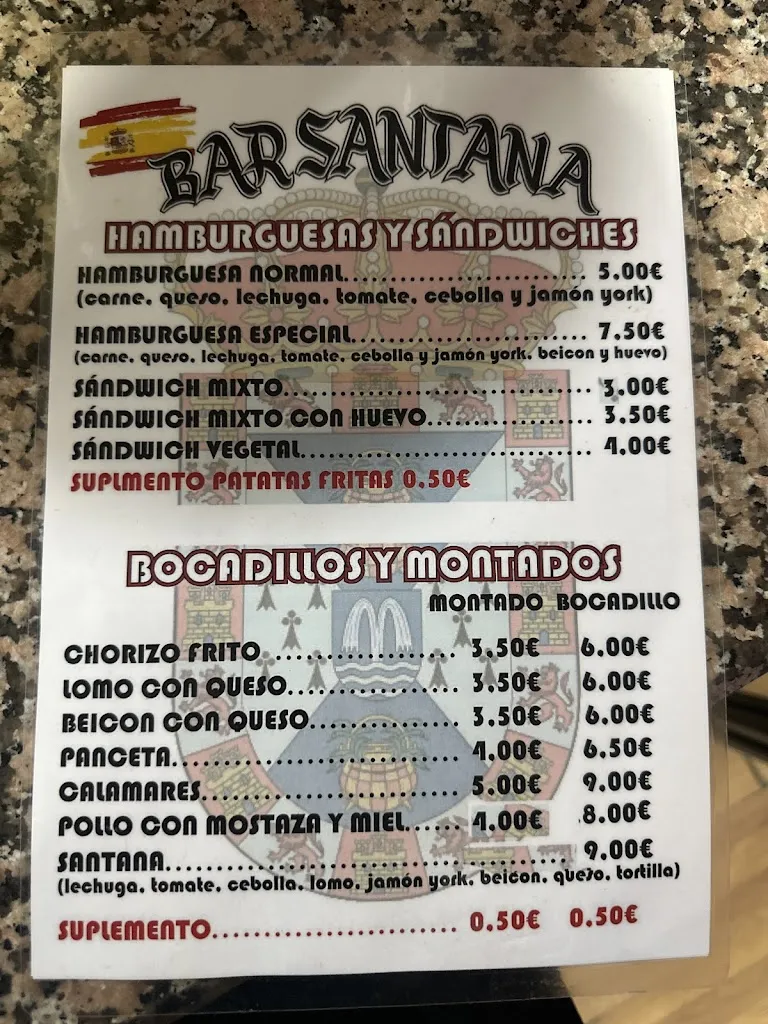 BAR SANTANA
HAMBURGUESAS Y SÁNDWICHES
HAMBURGUESA NORMAL............................ 5.00€
(carne, queso, lechuga, tomate, cebolla y jamón york)
HAMBURGUESA ESPECIAL............................ 7.50€
(carne, queso, lechuga, tomate, cebolla y jamón york, beicon y huevo)
SÁNDWICH MIXTO.................................... 3.00€
SÁNDWICH MIXTO CON HUEVO................... 3.50€
SÁNDWICH VEGETAL.................................. 4.00€
SUPLMENTO PATATAS FRITAS 0.50€
BOCADILLOS Y MONTADOS
MONTADO BOCADILLO
CHORIZO FRITO....................... 3.50€ 6.00€
LOMO CON QUESO.................... 3.50€ 6.00€
BEICON CON QUESO.................. 3.50€ 6.00€
PANCETA................................. 4.00€ 6.50€
CALAMARES.............................. 5.00€ 9.00€
POLLO CON MOSTAZA Y MIEL...... 4.00€ 8.00€
SANTANA................................................ 9.00€
(lechuga, tomate, cebolla, lomo, jamón york, beicon, queso, tortilla)
SUPLEMENTO............................ 0.50€ 0.50€